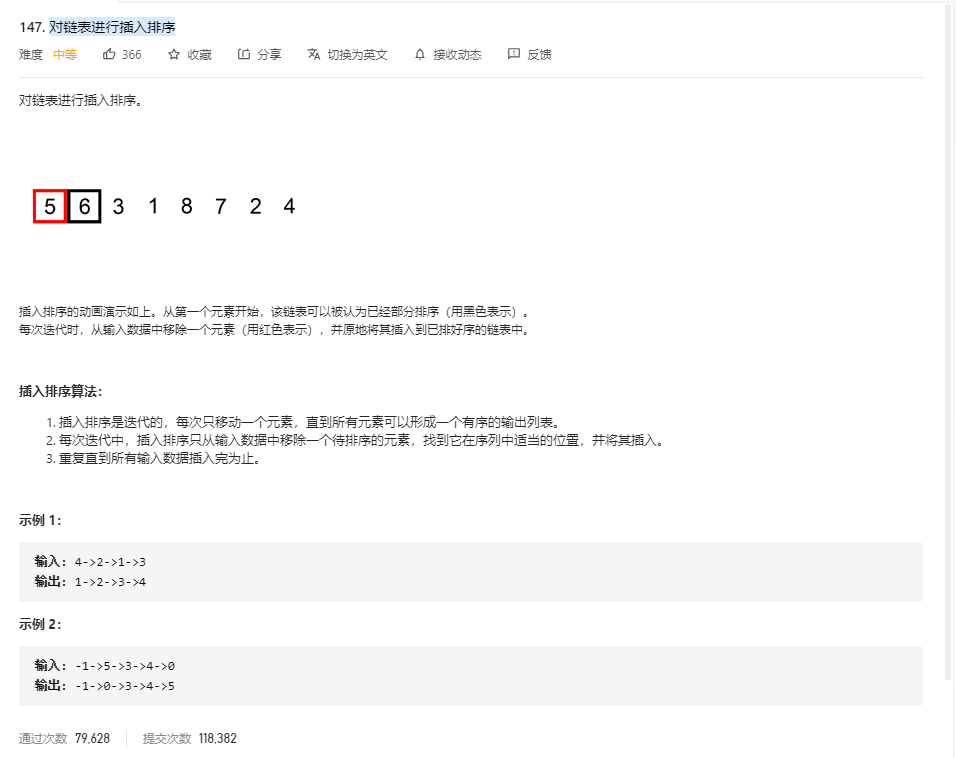 147. 对链表进行插入排序
难度 中等 366 收藏 分享 切换为英文 接收动态 反馈
对链表进行插入排序。
5 6 3 1 8 7 2 4
插入排序的动画演示如上。从第一个元素开始，该链表可以被认为已经部分排序（用黑色表示）。
每次迭代时，从输入数据中移除一个元素（用红色表示），并原地将其插入到已排好序的链表中。
插入排序算法：
1. 插入排序是迭代的，每次只移动一个元素，直到所有元素可以形成一个有序的输出列表。
2. 每次迭代中，插入排序只从输入数据中移除一个待排序的元素，找到它在序列中适当的位置，并将其插入。
3. 重复直到所有输入数据插入完为止。
示例 1：
输入: 4->2->1->3
输出: 1->2->3->4
示例 2：
输入: -1->5->3->4->0
输出: -1->0->3->4->5
通过次数 79,628 提交次数 118,382